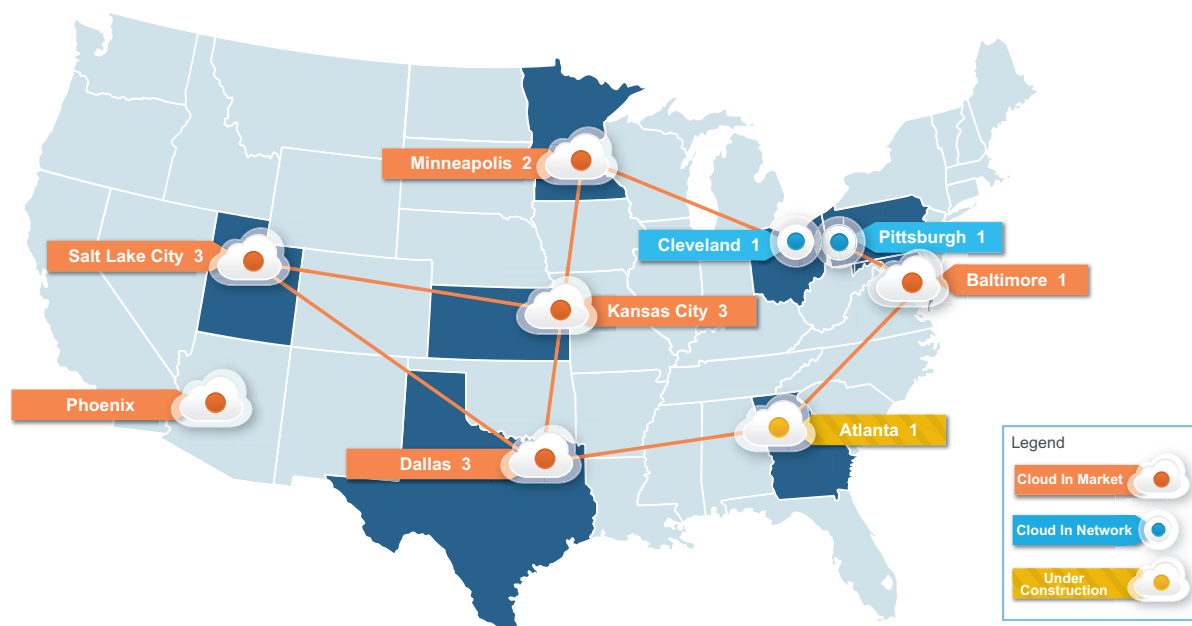 Minneapolis 2
Cleveland 1
Pittsburgh 1
Salt Lake City 3
Baltimore 1
Kansas City 3
Phoenix
Atlanta 1
Dallas 3
Legend
Cloud In Market
Cloud In Network
Under
Construction